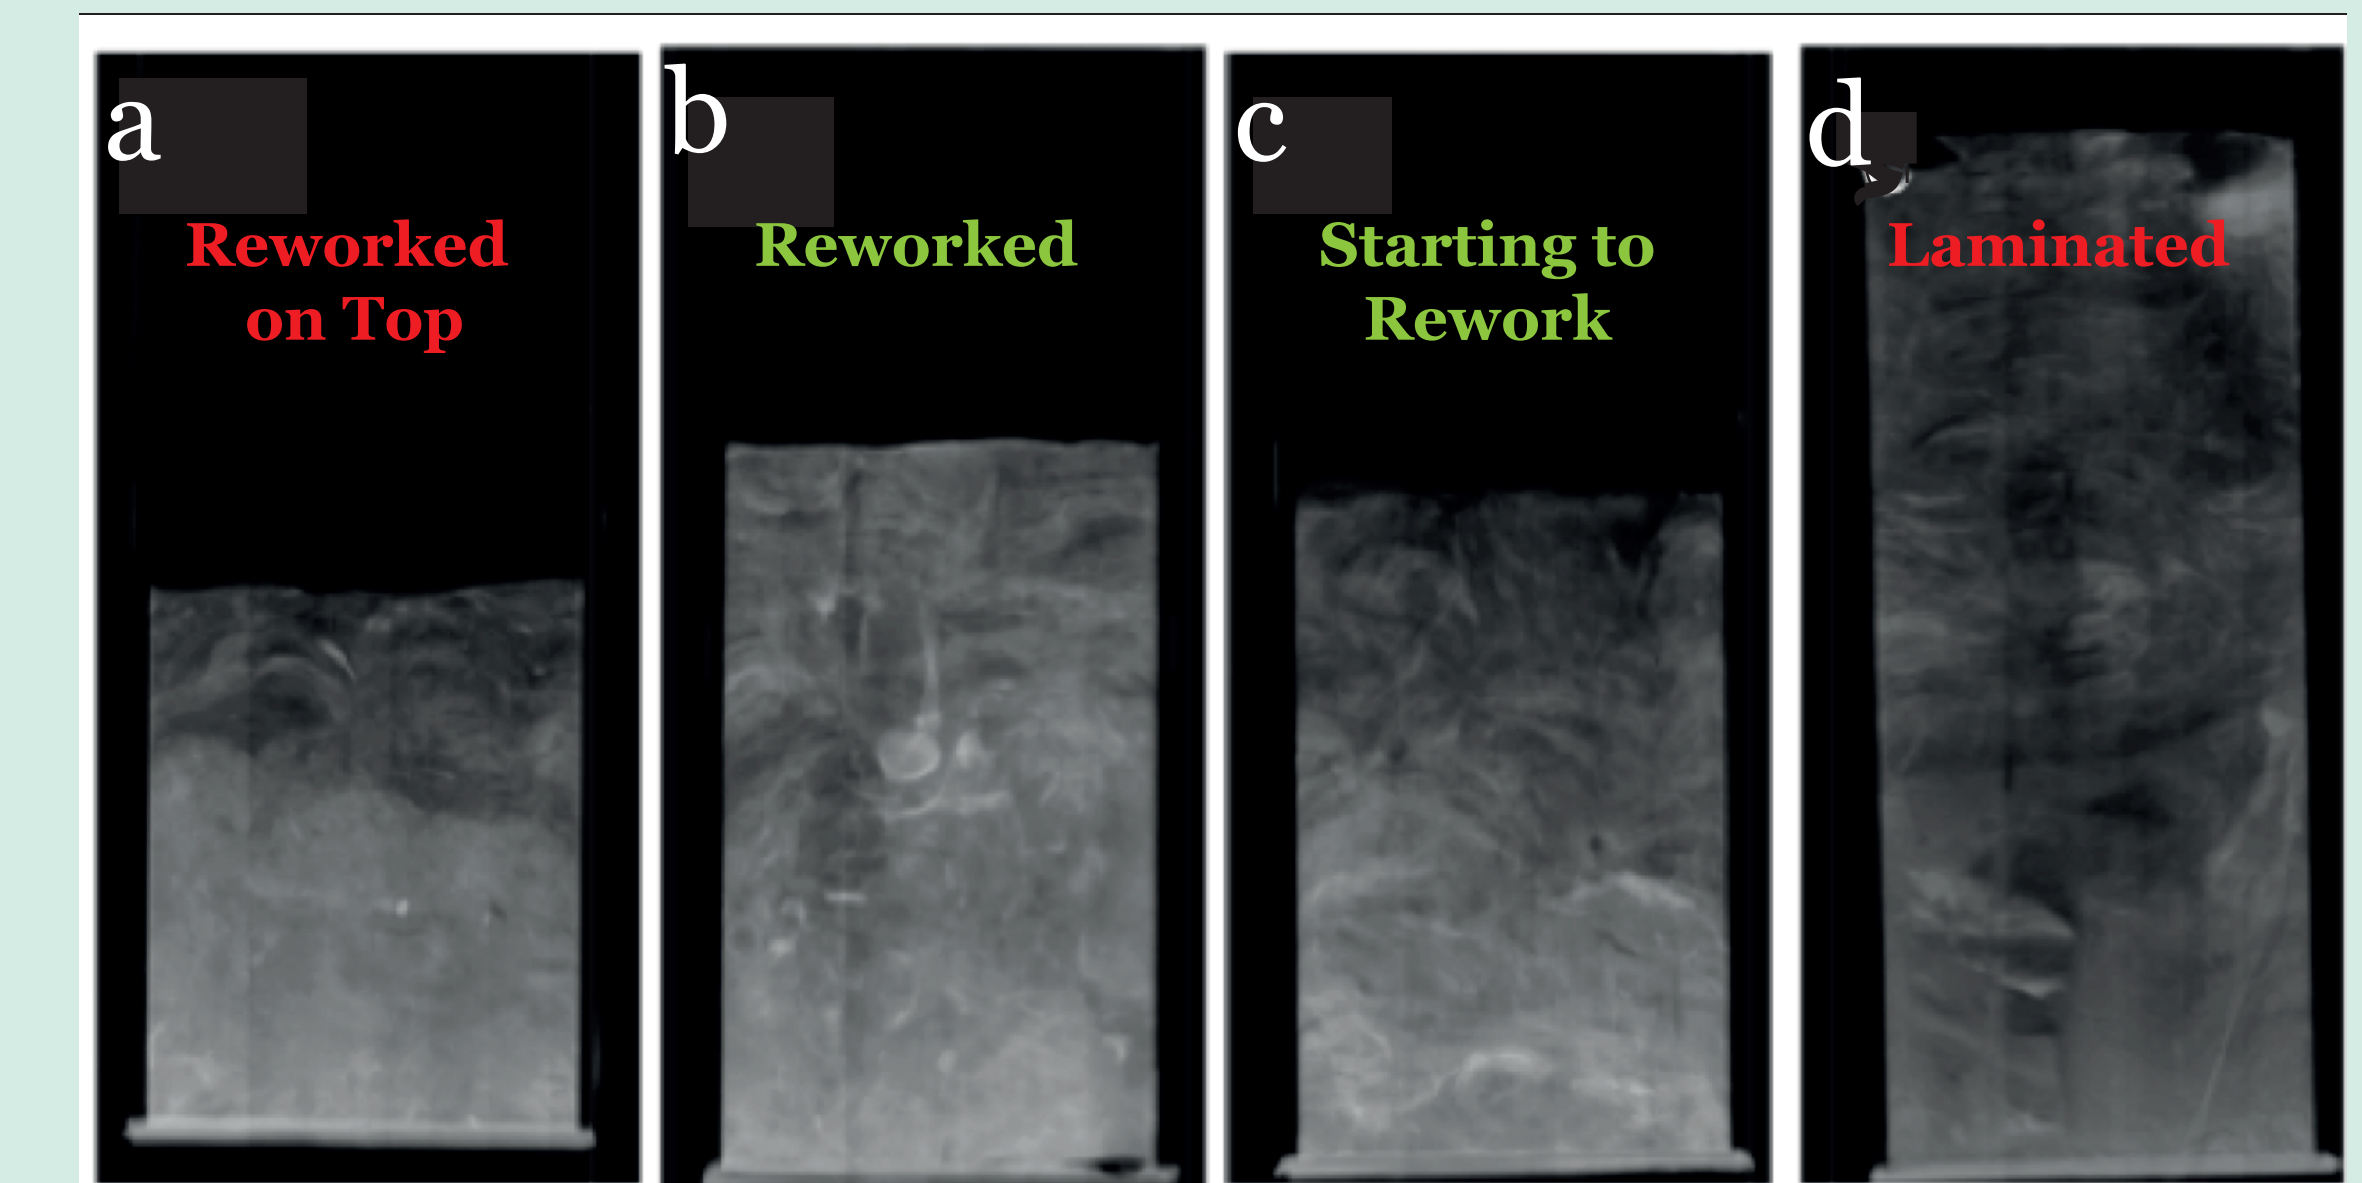 a
Reworked
on Top
b
Reworked
c
Starting to
Rework
d
Laminated